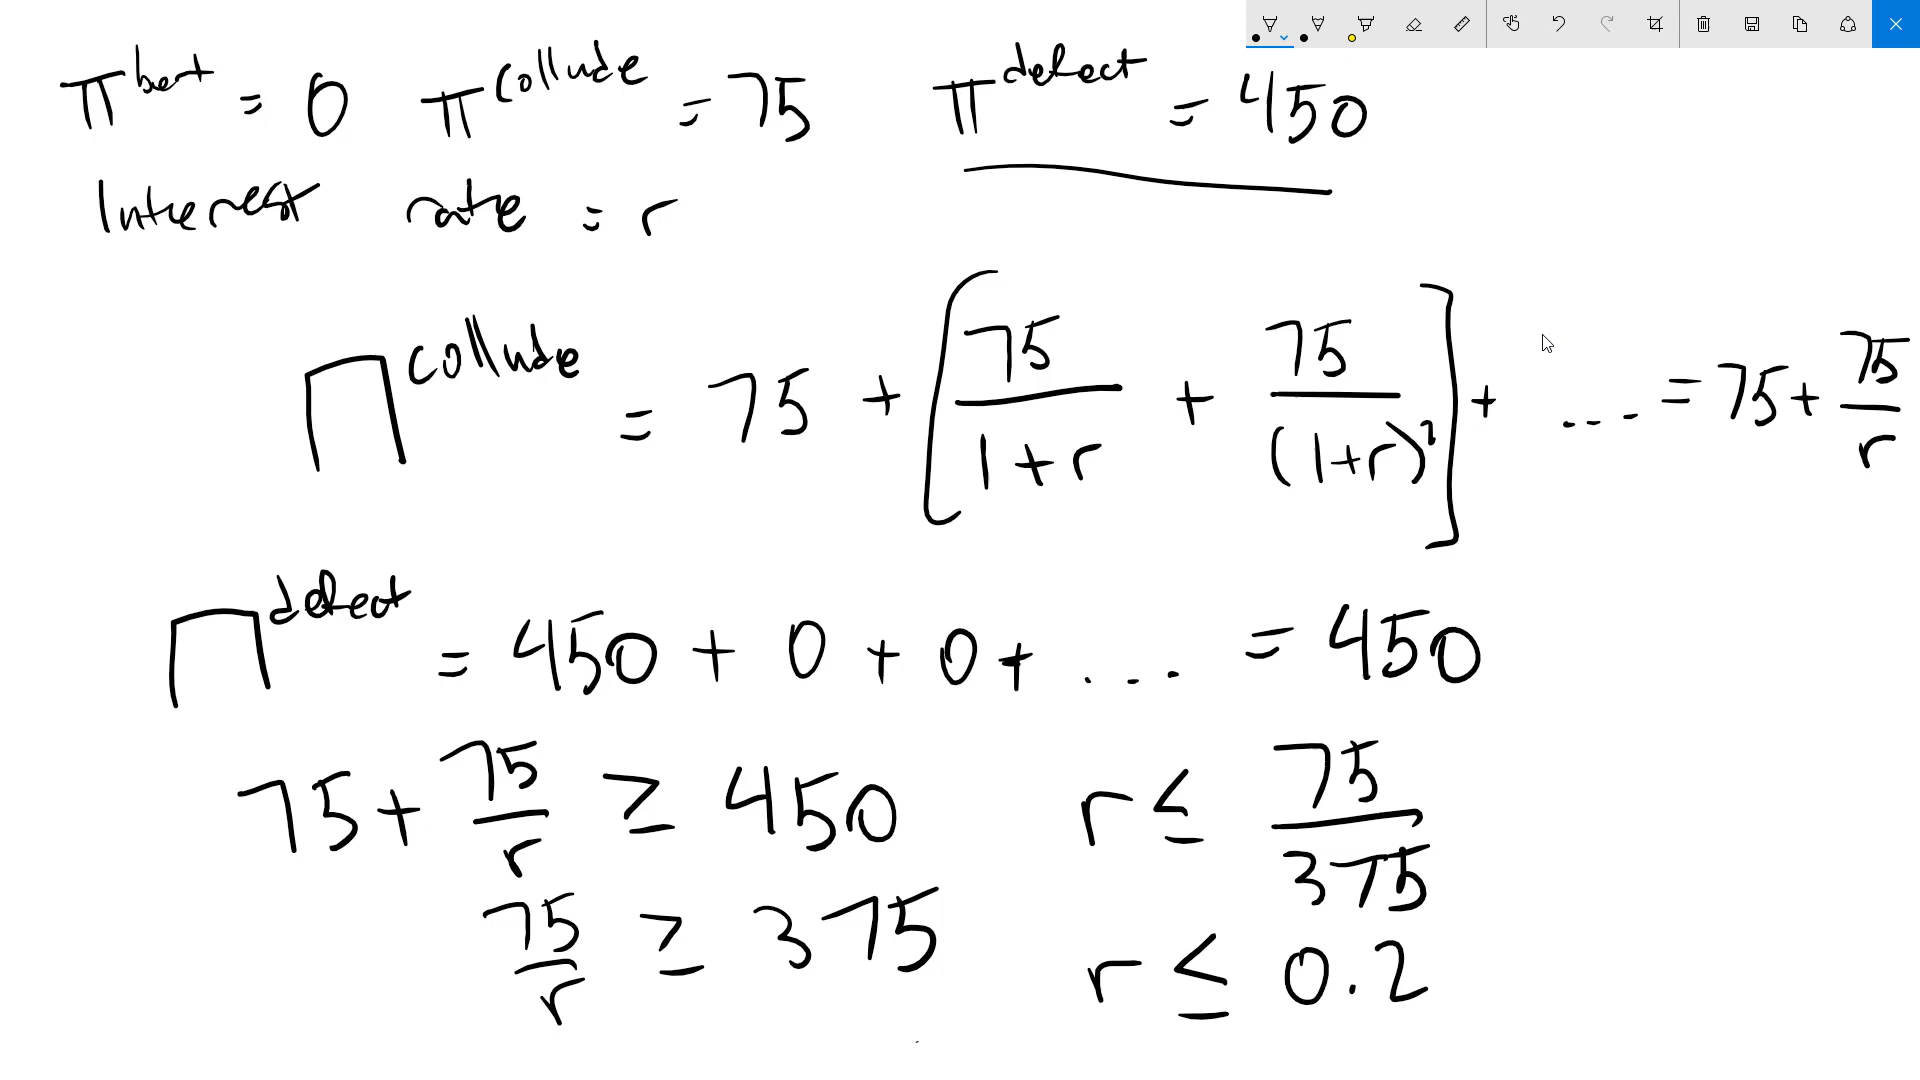 π^bert = 0 π^collude = 75 π^defect = 450
Interest rate = r
Π^collude = 75 + [75/(1+r) + 75/(1+r)²] + ... = 75 + 75/r
Π^defect = 450 + 0 + 0 + ... = 450
75 + 75/r ≥ 450 r ≤ 75/375
75/r ≥ 375 r ≤ 0.2